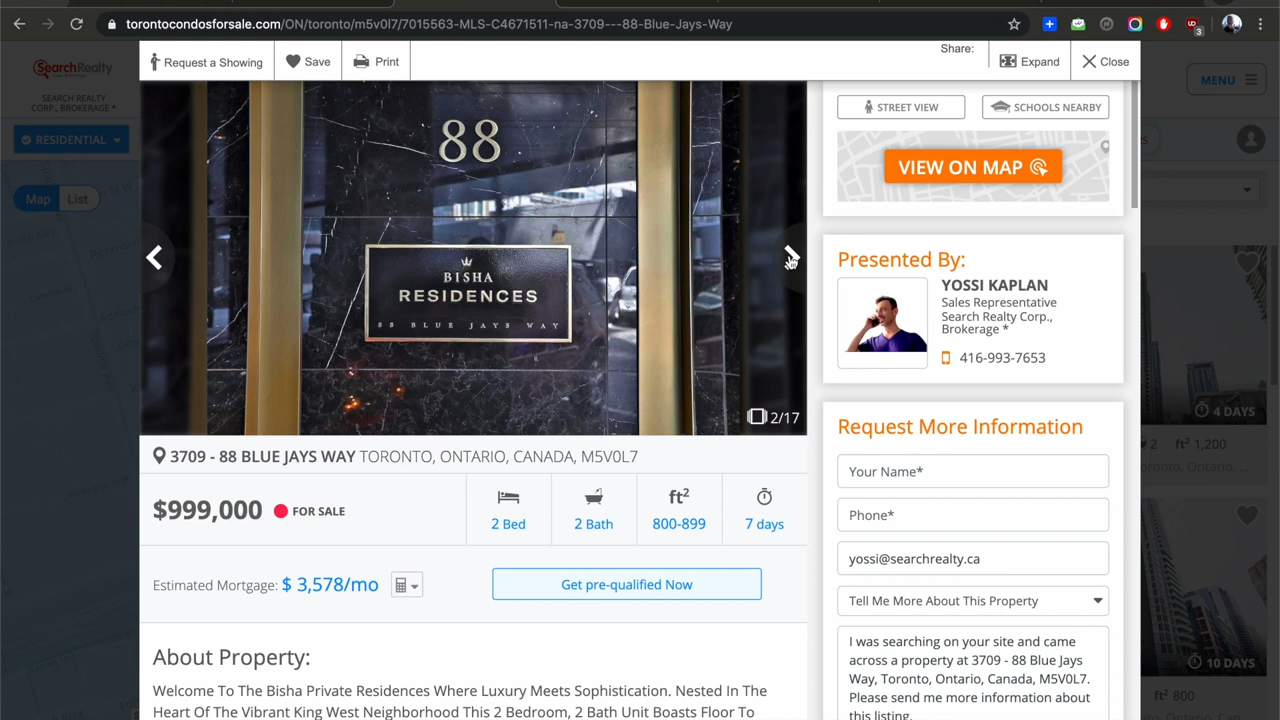 torontocondosforsale.com/ON/toronto/m5v0l7/7015563-MLS-C4671511-na-3709---88-Blue-Jays-Way
3
SearchRealty
SEARCH REALTY
CORP., BROKERAGE *
RESIDENTIAL
Map
List
Request a Showing
Save
Print
Share:
Expand
Close
MENU
88
BISHA
RESIDENCES
88 BLUE JAYS WAY
2/17
STREET VIEW
SCHOOLS NEARBY
VIEW ON MAP
Presented By:
YOSSI KAPLAN
Sales Representative
Search Realty Corp.,
Brokerage *
416-993-7653
3709 - 88 BLUE JAYS WAY TORONTO, ONTARIO, CANADA, M5V0L7
$999,000
FOR SALE
2 Bed
2 Bath
ft²
800-899
7 days
Estimated Mortgage: $ 3,578/mo
Get pre-qualified Now
About Property:
Welcome To The Bisha Private Residences Where Luxury Meets Sophistication. Nested In The
Heart Of The Vibrant King West Neighborhood This 2 Bedroom, 2 Bath Unit Boasts Floor To
Request More Information
Your Name*
Phone*
yossi@searchrealty.ca
Tell Me More About This Property
I was searching on your site and came
across a property at 3709 - 88 Blue Jays
Way, Toronto, Ontario, Canada, M5V0L7.
Please send me more information about
this listing.
4 DAYS
2 ft² 1,200
oronto, Ontario, ...
10 DAYS
ft² 800